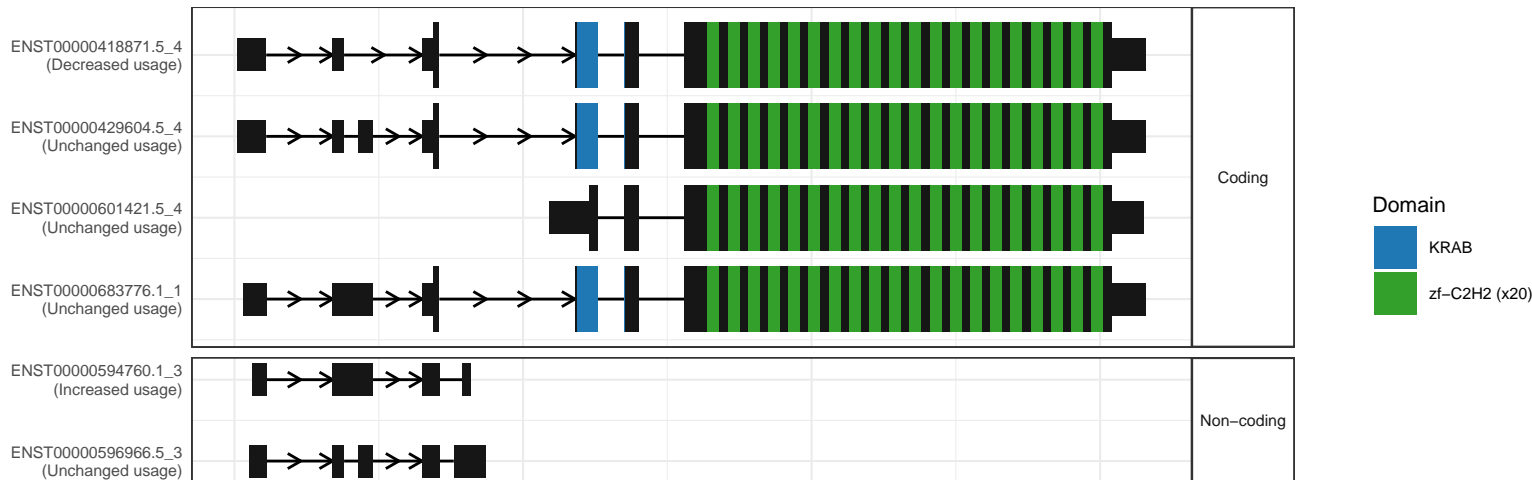 ENST00000418871.5_4
(Decreased usage)
ENST00000429604.5_4
(Unchanged usage)
ENST00000601421.5_4
(Unchanged usage)
ENST00000683776.1_1
(Unchanged usage)
Coding
ENST00000594760.1_3
(Increased usage)
ENST00000596966.5_3
(Unchanged usage)
Non−coding
Domain
KRAB
zf−C2H2 (x20)